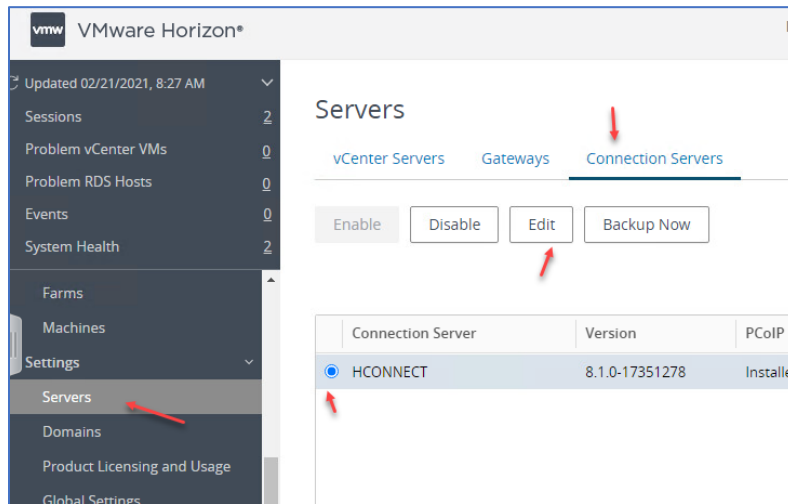 vmw VMware Horizon®
Updated 02/21/2021, 8:27 AM
Sessions 2
Problem vCenter VMs 0
Problem RDS Hosts 0
Events 0
System Health 2
Farms
Machines
Settings
Servers
Domains
Product Licensing and Usage
Global Settings
Servers
vCenter Servers Gateways Connection Servers
Enable Disable Edit Backup Now
Connection Server Version PCoIP
HCONNECT 8.1.0-17351278